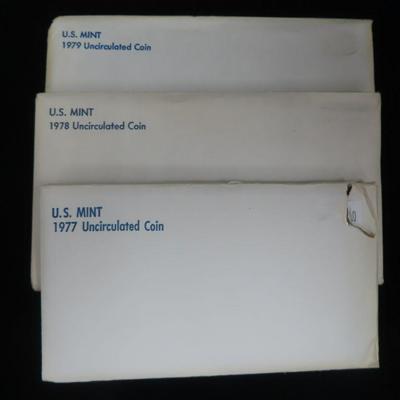 U.S. MINT
1979 Uncirculated Coin
U.S. MINT
1978 Uncirculated Coin
U.S. MINT
1977 Uncirculated Coin